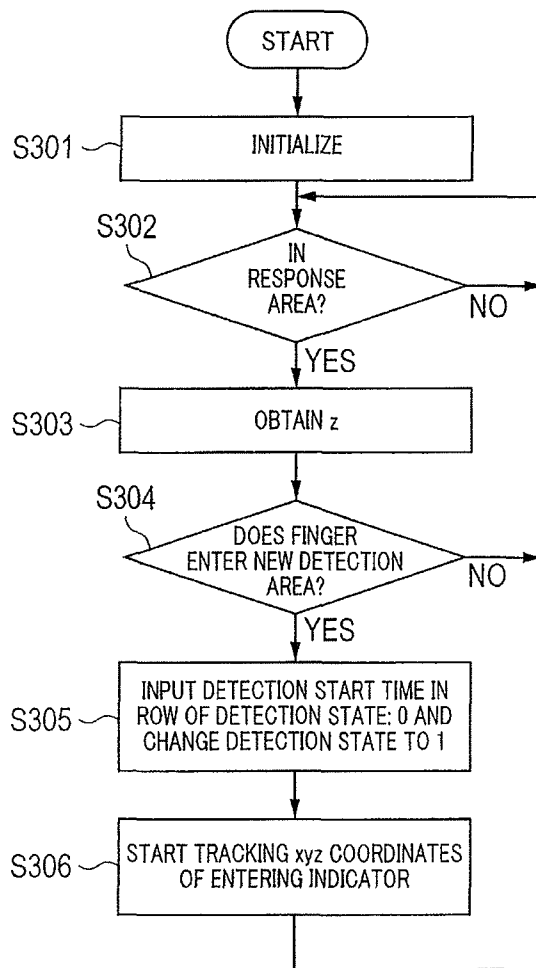 START
S301
INITIALIZE
S302
IN
RESPONSE
AREA?
NO
YES
S303
OBTAIN z
S304
DOES FINGER
ENTER NEW DETECTION
AREA?
NO
YES
S305
INPUT DETECTION START TIME IN
ROW OF DETECTION STATE: 0 AND
CHANGE DETECTION STATE TO 1
S306
START TRACKING xyz COORDINATES
OF ENTERING INDICATOR